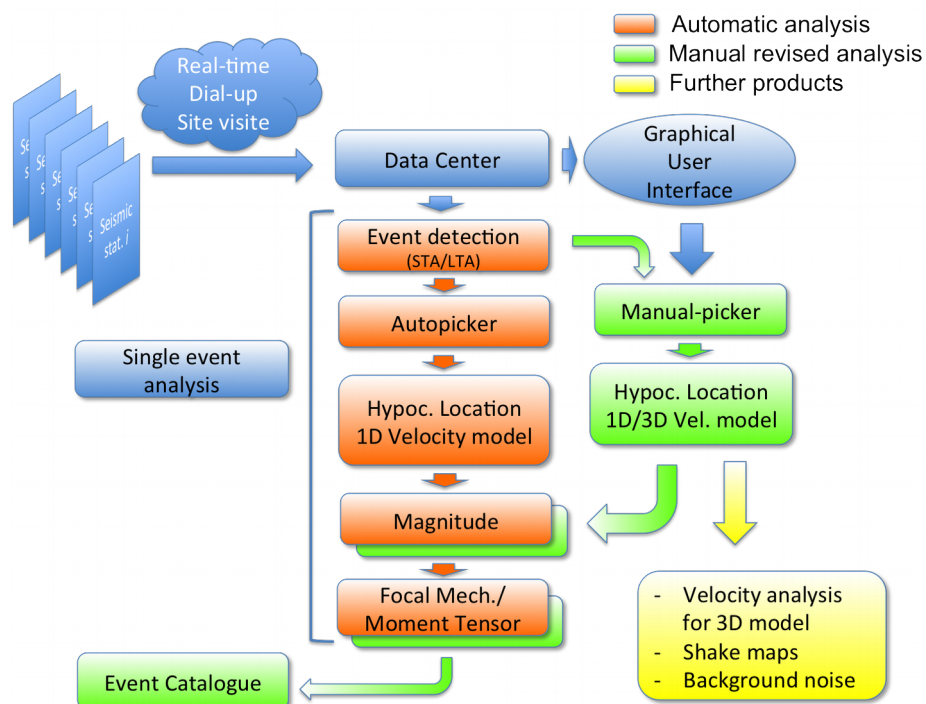 Automatic analysis
Manual revised analysis
Further products
Real-time
Dial-up
Site visite
Seismic
stat. i
Data Center
Graphical
User
Interface
Event detection
(STA/LTA)
Autopicker
Manual-picker
Single event
analysis
Hypoc. Location
1D Velocity model
Hypoc. Location
1D/3D Vel. model
Magnitude
Focal Mech./
Moment Tensor
- Velocity analysis
for 3D model
- Shake maps
- Background noise
Event Catalogue